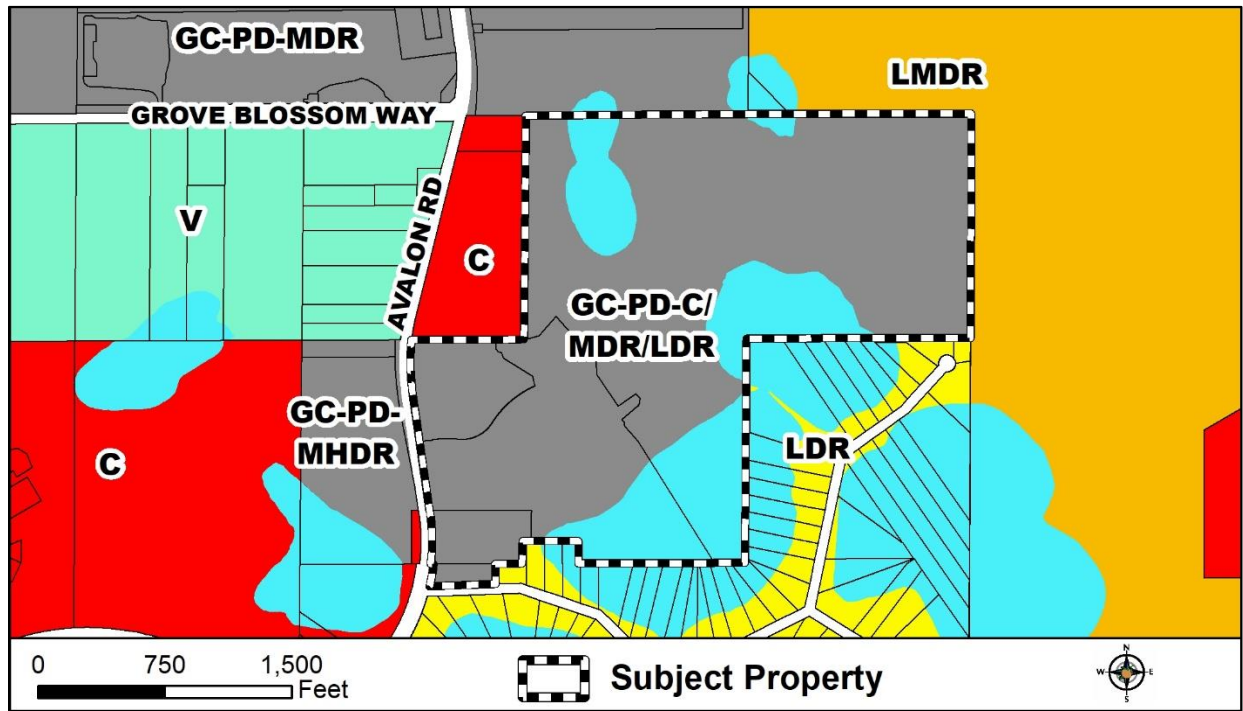 GC-PD-MDR
LMDR
GROVE BLOSSOM WAY
V
AVALON RD
C
GC-PD-C/
MDR/LDR
GC-PD-
MHDR
C
LDR
0 750 1,500
Feet
Subject Property
N
W E
S